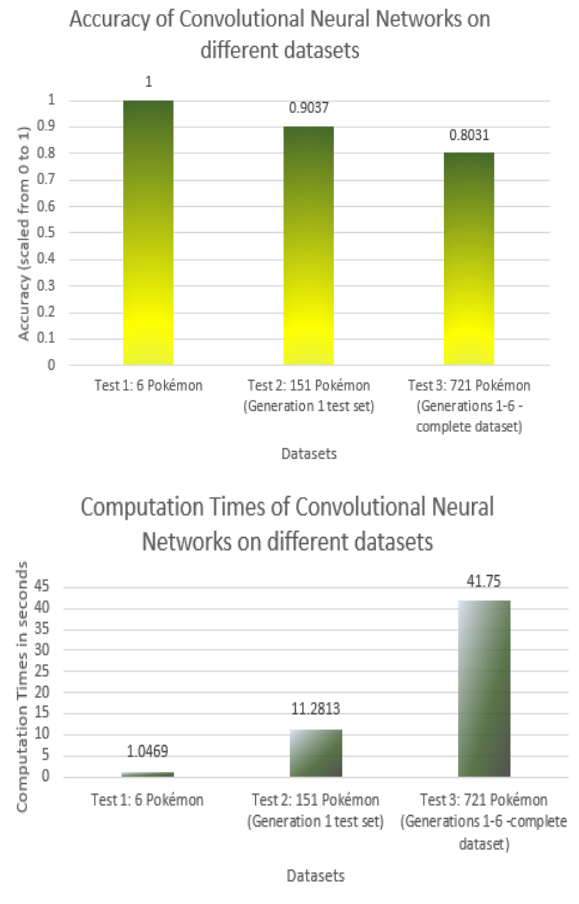 Accuracy of Convolutional Neural Networks on
different datasets
Accuracy (scaled from 0 to 1)
1
0.9
0.8
0.7
0.6
0.5
0.4
0.3
0.2
0.1
0
1
0.9037
0.8031
Test 1: 6 Pokémon
Test 2: 151 Pokémon
(Generation 1 test set)
Test 3: 721 Pokémon
(Generations 1-6 -
complete dataset)
Datasets
Computation Times of Convolutional Neural
Networks on different datasets
Computation Times in seconds
45
40
35
30
25
20
15
10
5
0
1.0469
11.2813
41.75
Test 1: 6 Pokémon
Test 2: 151 Pokémon
(Generation 1 test set)
Test 3: 721 Pokémon
(Generations 1-6 -complete
dataset)
Datasets